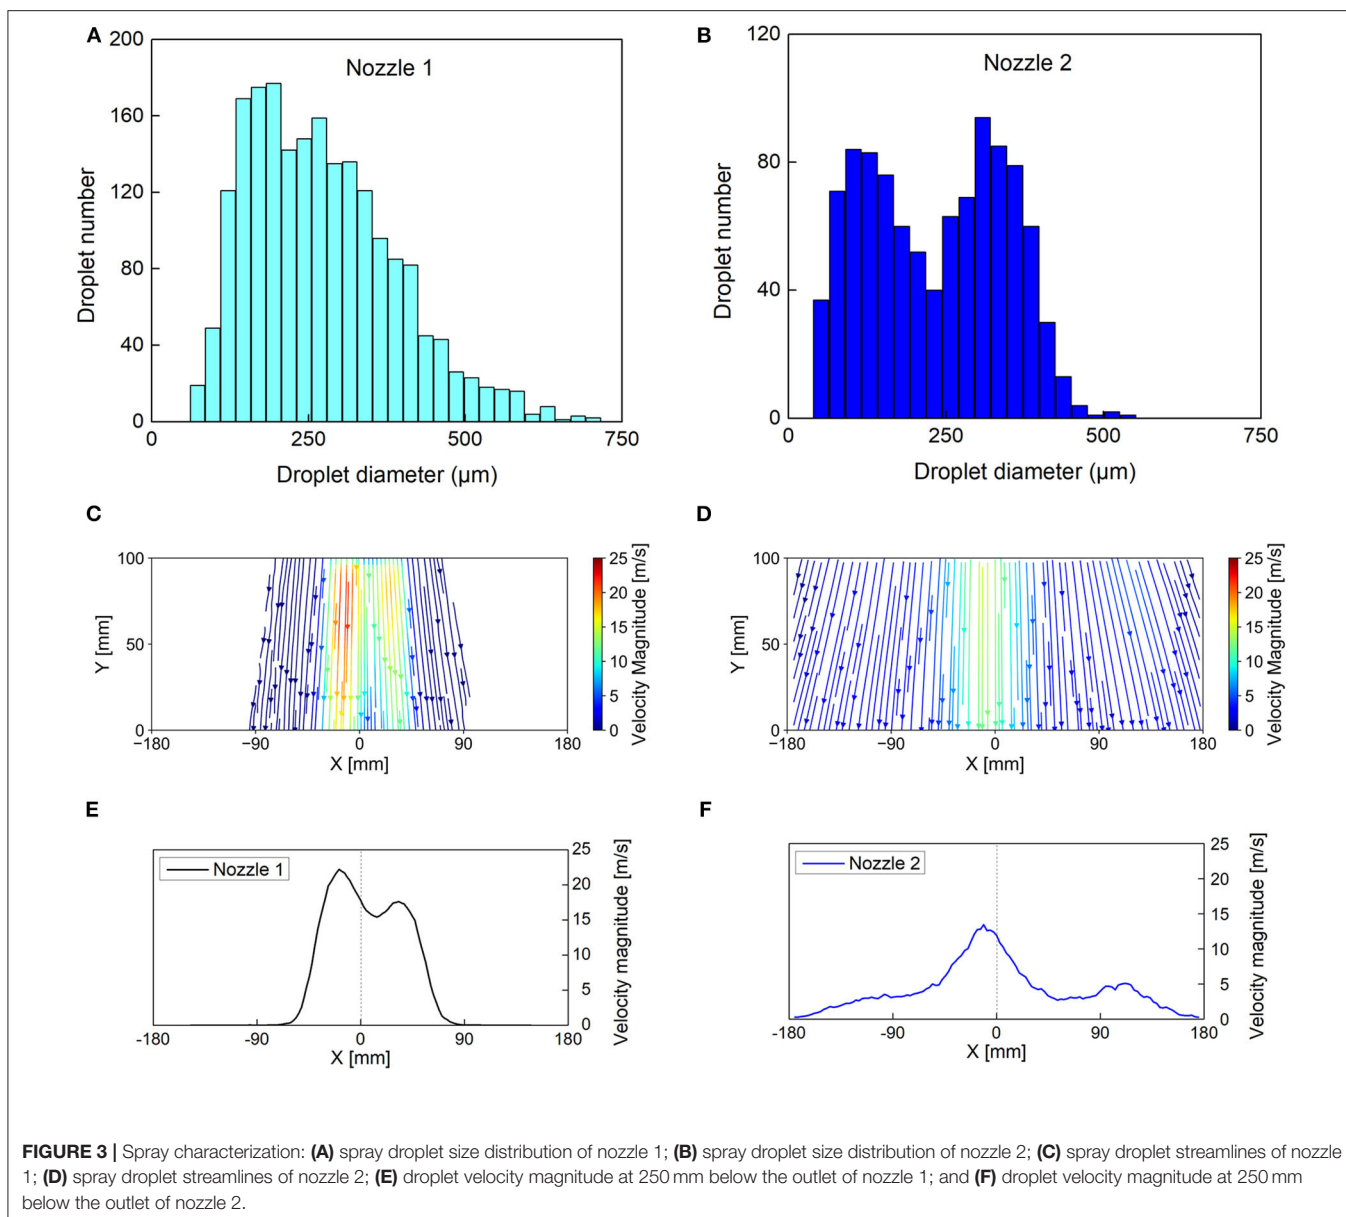 A
200
160
120
80
40
0
Droplet number
Nozzle 1
0
250
500
750
Droplet diameter (µm)
B
120
80
40
0
Droplet number
Nozzle 2
0
250
500
750
Droplet diameter (µm)
C
100
50
0
Y [mm]
−180
−90
0
90
180
X [mm]
25
20
15
10
5
0
Velocity Magnitude [m/s]
D
100
50
0
Y [mm]
−180
−90
0
90
180
X [mm]
25
20
15
10
5
0
Velocity Magnitude [m/s]
E
Nozzle 1
25
20
15
10
5
0
Velocity magnitude [m/s]
-180
-90
0
90
180
X [mm]
F
Nozzle 2
25
20
15
10
5
0
Velocity magnitude [m/s]
-180
-90
0
90
180
X [mm]
FIGURE 3 | Spray characterization: (A) spray droplet size distribution of nozzle 1; (B) spray droplet size distribution of nozzle 2; (C) spray droplet streamlines of nozzle
1; (D) spray droplet streamlines of nozzle 2; (E) droplet velocity magnitude at 250 mm below the outlet of nozzle 1; and (F) droplet velocity magnitude at 250 mm
below the outlet of nozzle 2.